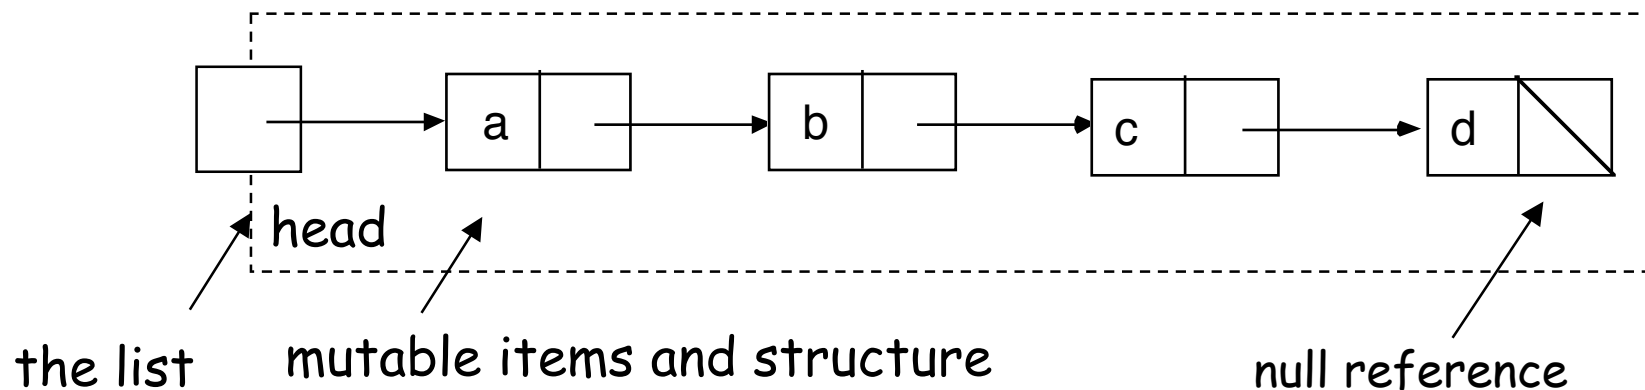 a b c d
head
the list mutable items and structure null reference